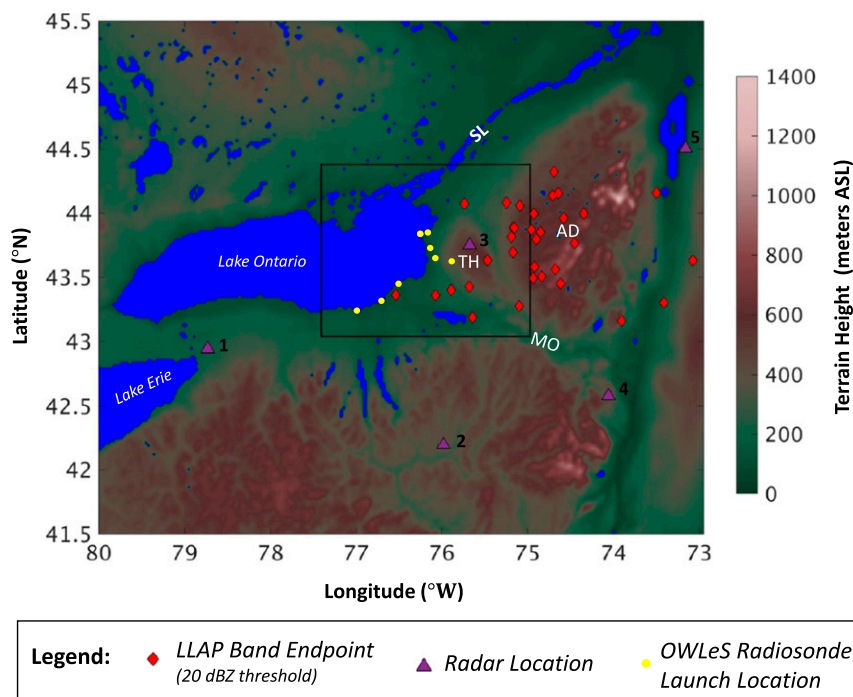 45.5
45
44.5
44
43.5
43
42.5
42
41.5
Latitude (°N)
80
79
78
77
76
75
74
73
Longitude (°W)
SL
5
AD
3
TH
Lake Ontario
MO
1
Lake Erie
4
2
1400
1200
1000
800
600
400
200
0
Terrain Height (meters ASL)
Legend:
LLAP Band Endpoint
(20 dBZ threshold)
Radar Location
OWLeS Radiosonde
Launch Location